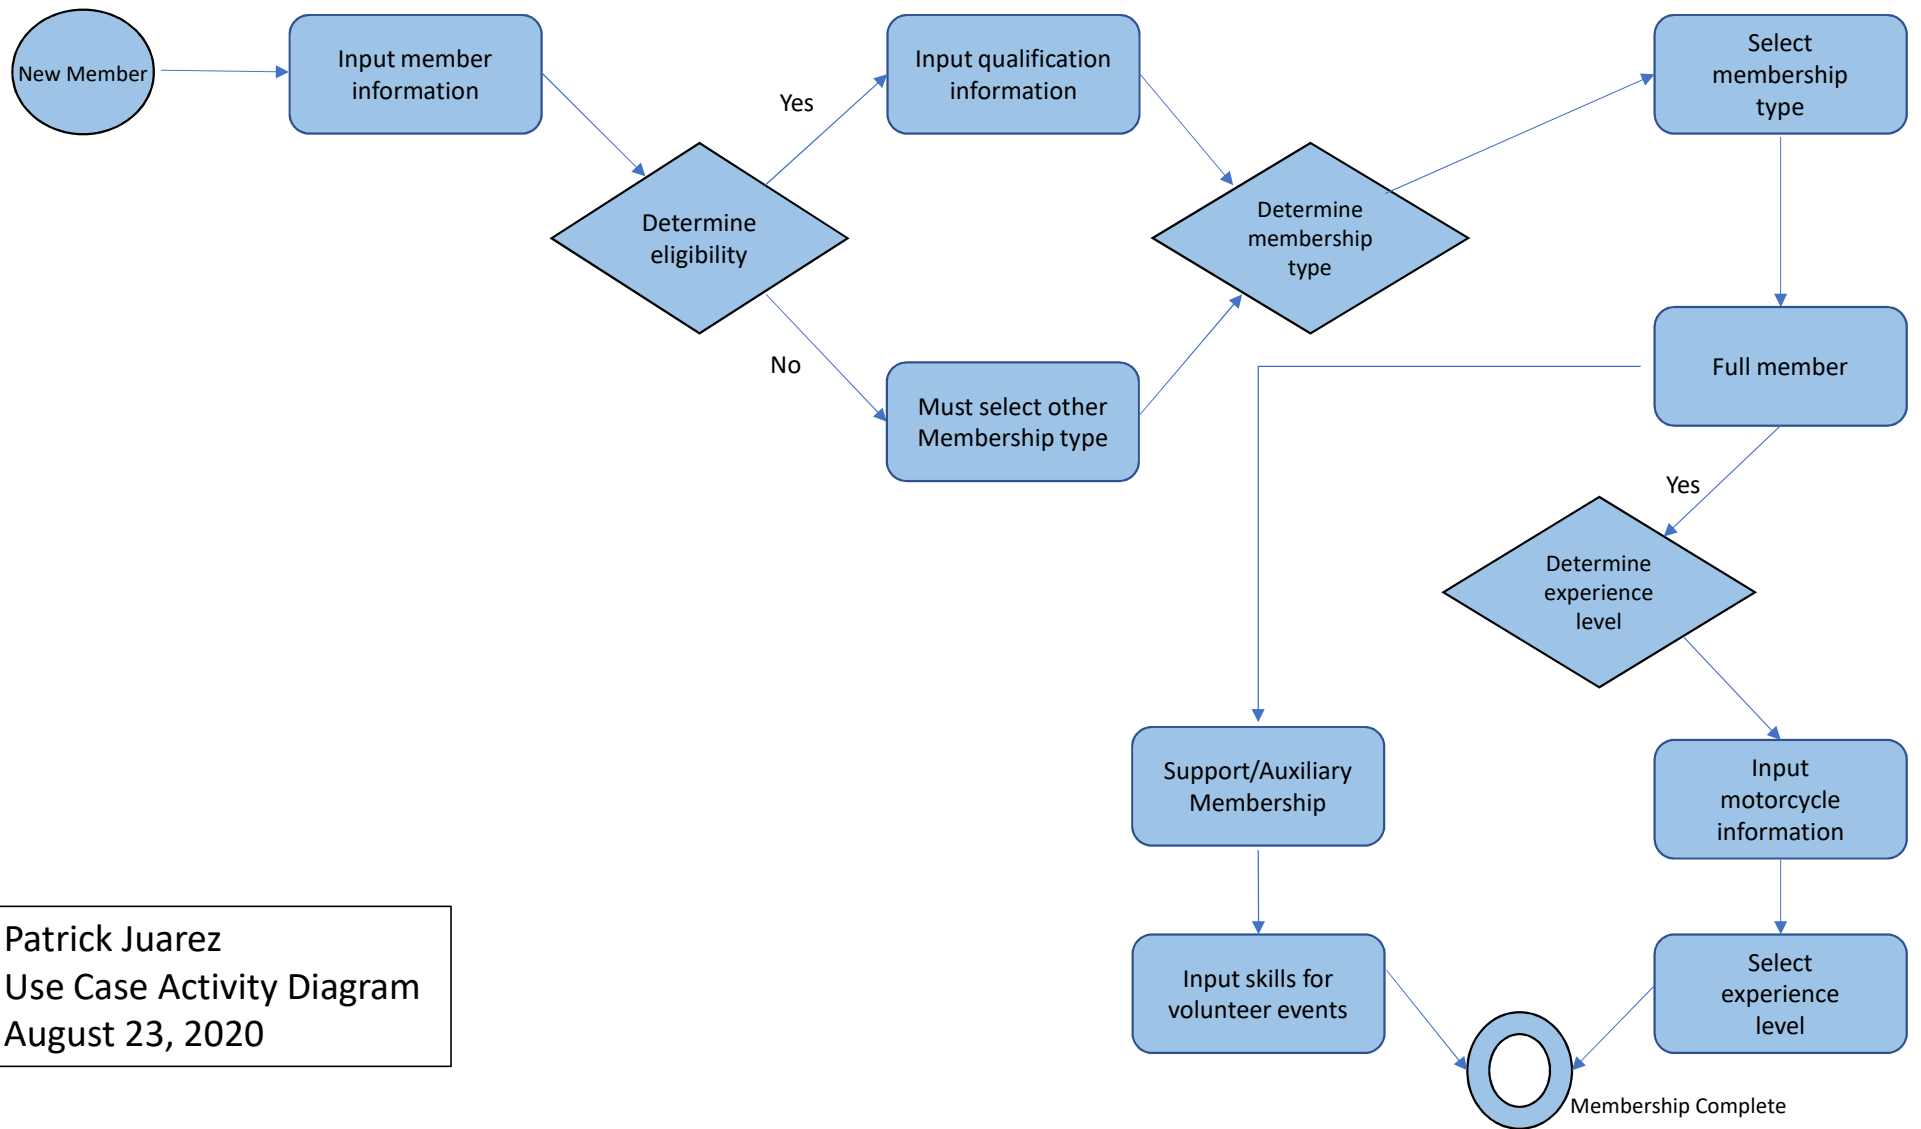 New Member
Input member
information
Yes
Input qualification
information
Select
membership
type
Determine
eligibility
Determine
membership
type
No
Must select other
Membership type
Full member
Yes
Determine
experience
level
Support/Auxiliary
Membership
Input
motorcycle
information
Input skills for
volunteer events
Select
experience
level
Membership Complete
Patrick Juarez
Use Case Activity Diagram
August 23, 2020